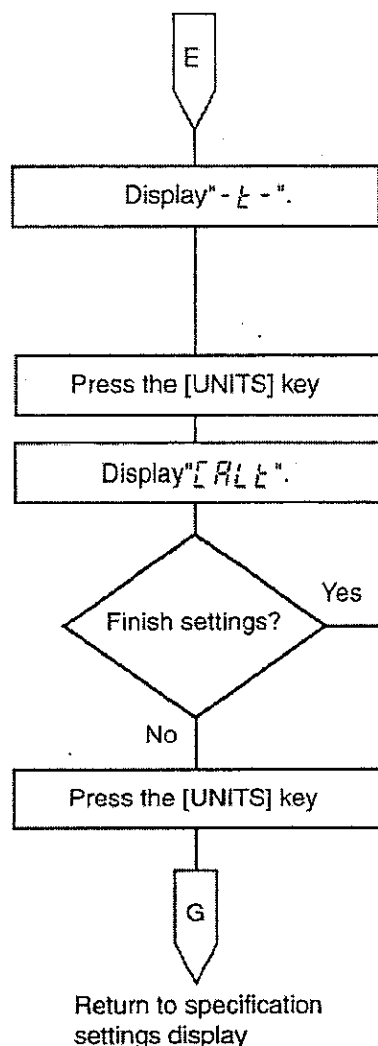 E
Display"- t -".
Press the [UNITS] key
Display"CAL t".
Finish settings?
Yes
No
Press the [UNITS] key
G
Return to specification
settings display